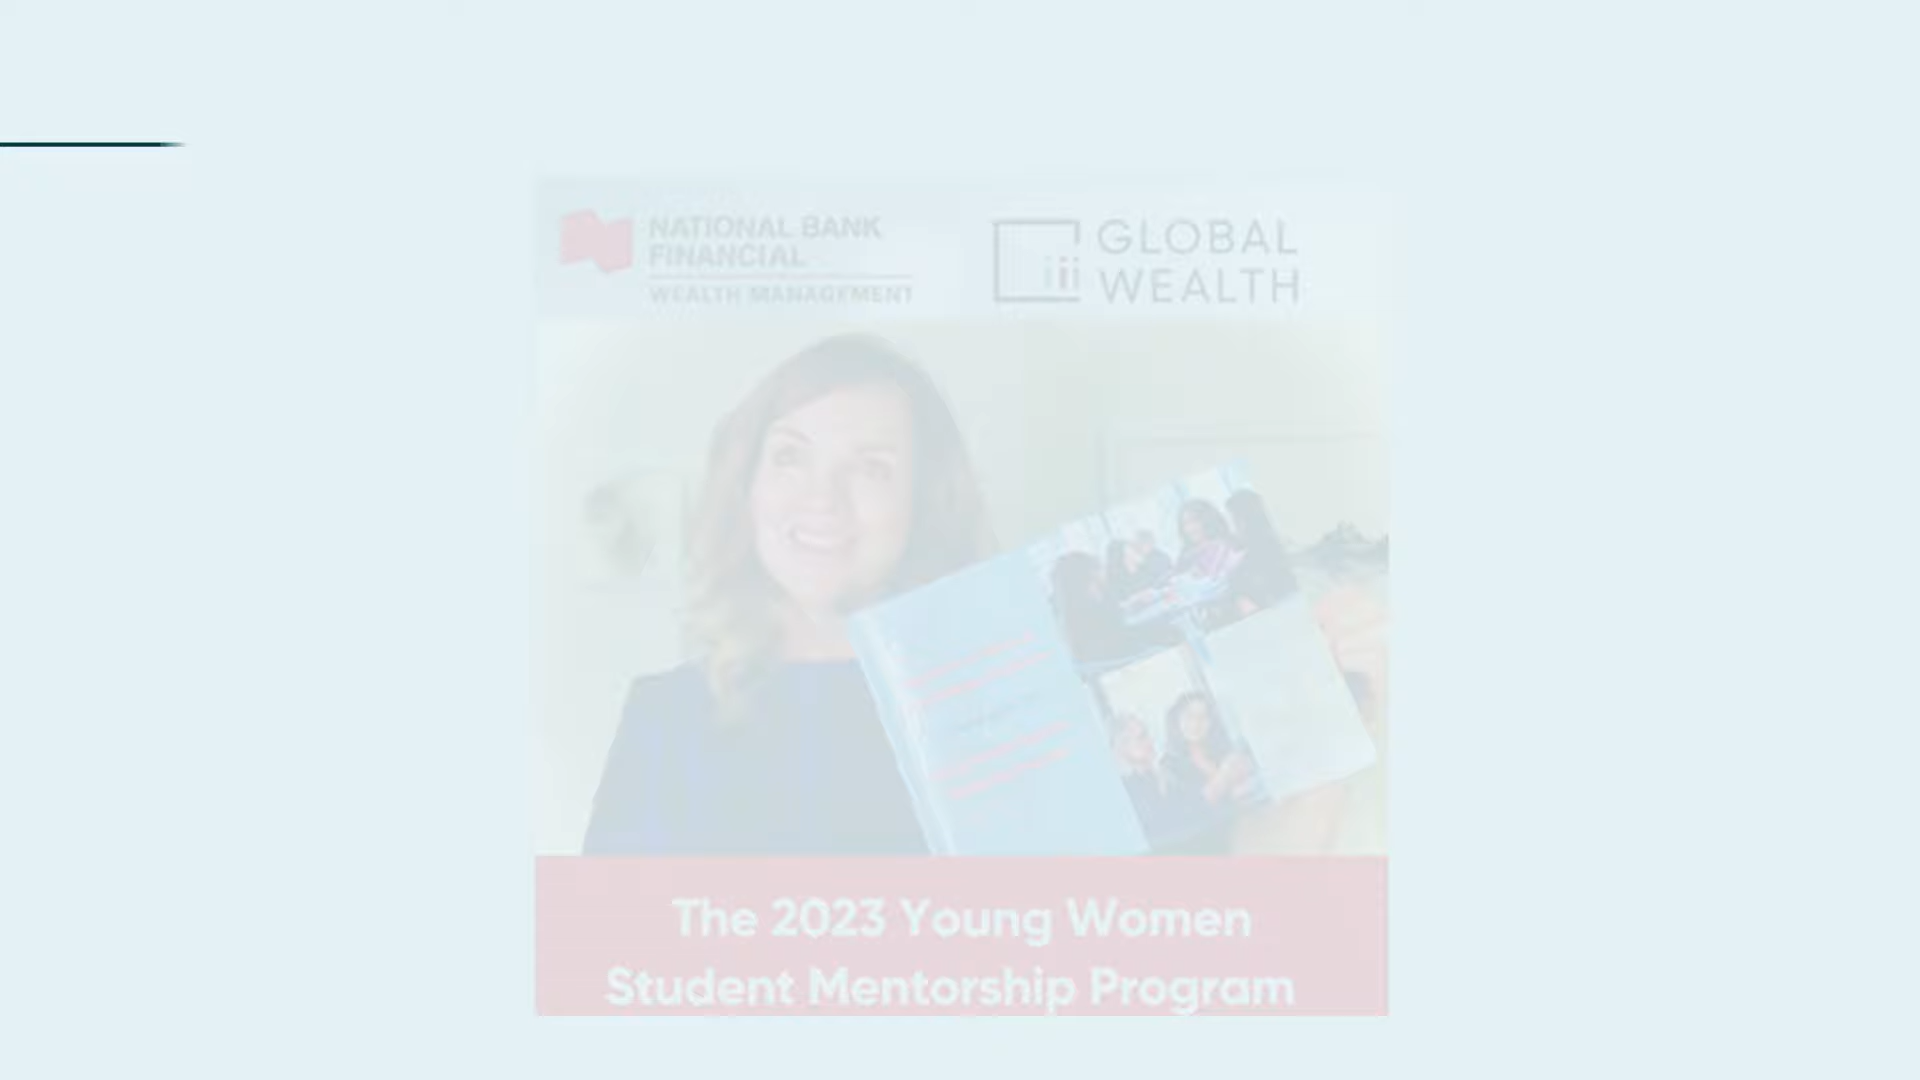 NATIONAL BANK
FINANCIAL
WEALTH MANAGEMENT
GLOBAL
WEALTH
The 2023 Young Women
Student Mentorship Program